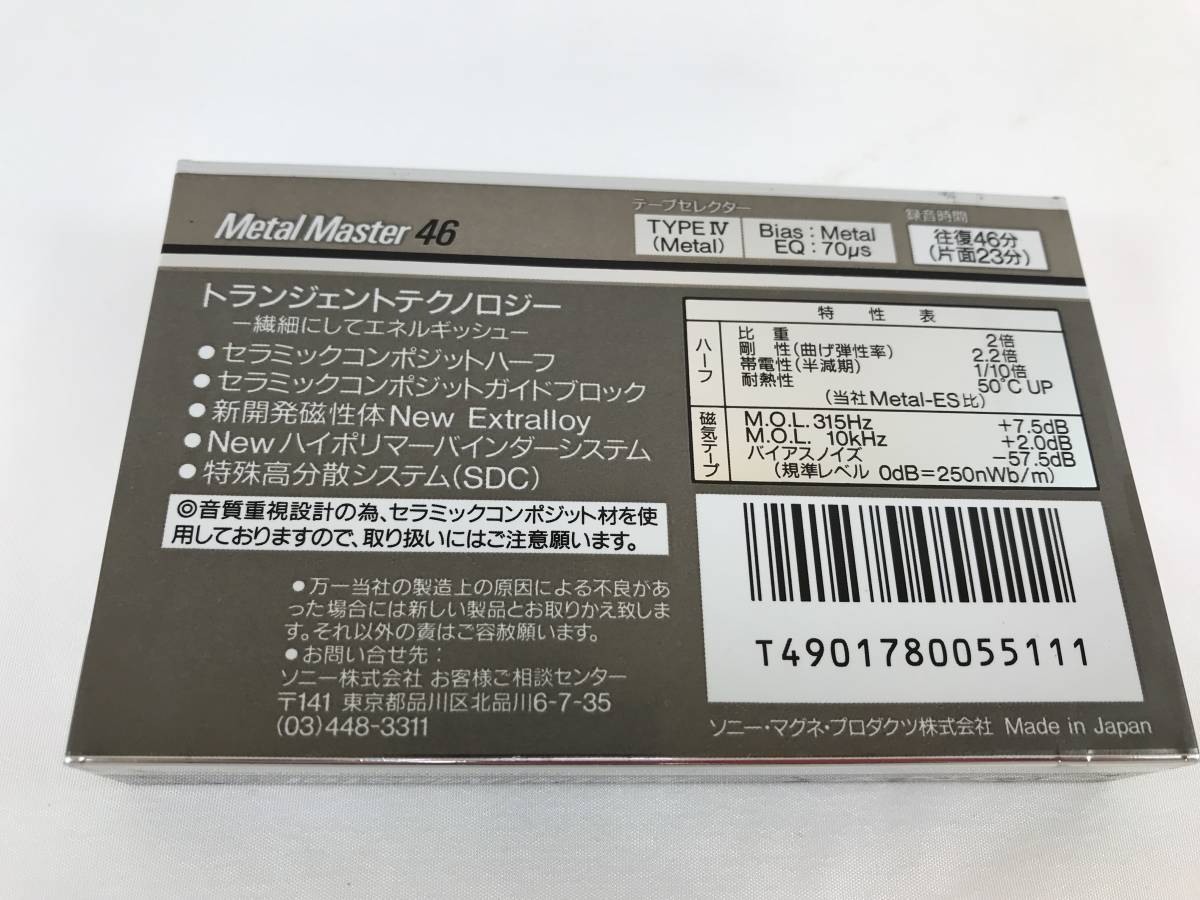 Metal Master 46
テープセレクター
TYPE Ⅳ
(Metal)
Bias : Metal
EQ : 70µs
録音時間
往復46分
(片面23分)
トランジェントテクノロジー
ー繊細にしてエネルギッシュー
●セラミックコンポジットハーフ
●セラミックコンポジットガイドブロック
●新開発磁性体New Extralloy
●Newハイポリマーバインダーシステム
●特殊高分散システム(SDC)
◎音質重視設計の為、セラミックコンポジット材を使
用しておりますので、取り扱いにはご注意願います。
●万一当社の製造上の原因による不良があ
った場合には新しい製品とお取りかえ致しま
す。それ以外の責はご容赦願います。
●お問い合せ先：
ソニー株式会社 お客様ご相談センター
〒141 東京都品川区北品川6-7-35
(03)448-3311
特性表
ハーフ
比重 2倍
剛性(曲げ弾性率) 2.2倍
帯電性(半減期) 1/10倍
耐熱性 50°C UP
(当社Metal-ES比)
磁気テープ
M.O.L. 315Hz +7.5dB
M.O.L. 10kHz +2.0dB
バイアスノイズ −57.5dB
(規準レベル 0dB=250nWb/m)
T4901780055111
ソニー・マグネ・プロダクツ株式会社 Made in Japan